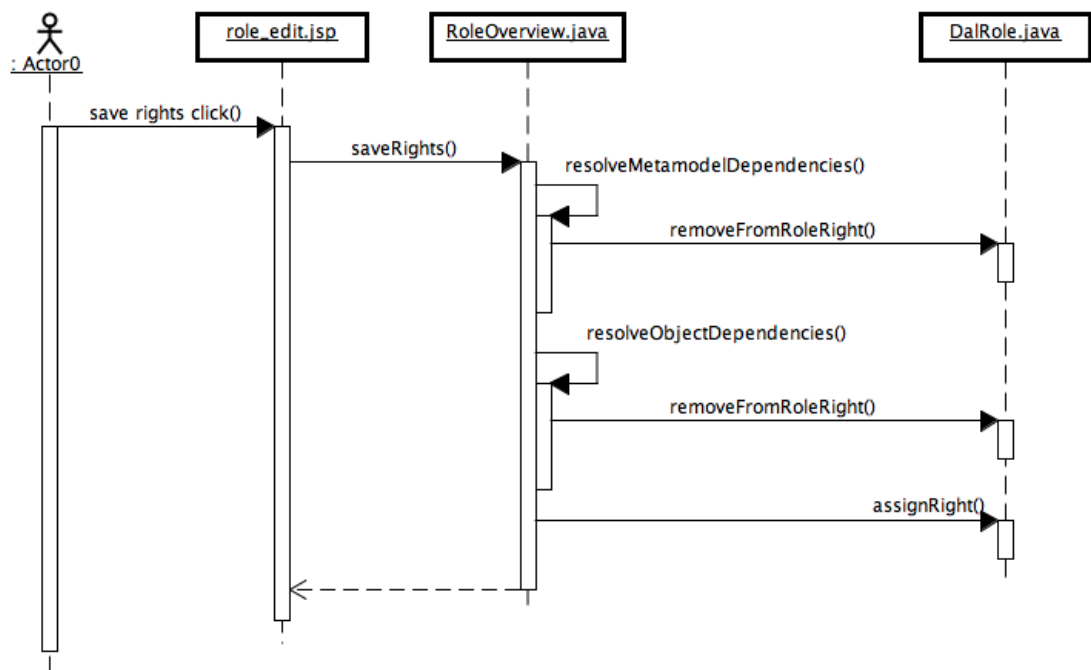 role_edit.jsp
RoleOverview.java
DalRole.java
: Actor0
save rights click()
saveRights()
resolveMetamodelDependencies()
removeFromRoleRight()
resolveObjectDependencies()
removeFromRoleRight()
assignRight()